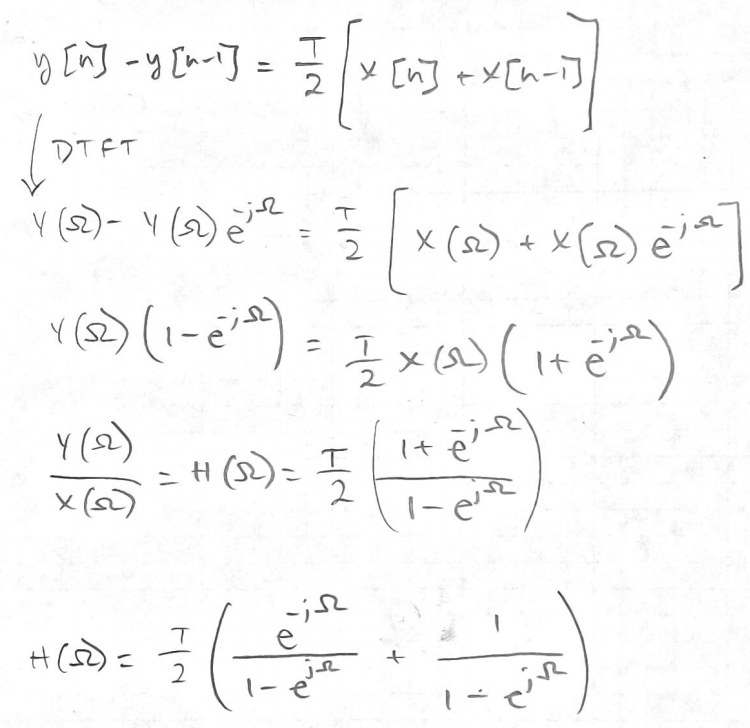 y[n] - y[n-1] = T/2 [x[n] + x[n-1]]
↓ DTFT
Y(Ω) - Y(Ω)e^{-jΩ} = T/2 [X(Ω) + X(Ω)e^{-jΩ}]
Y(Ω)(1-e^{-jΩ}) = T/2 X(Ω)(1+e^{-jΩ})
Y(Ω)/X(Ω) = H(Ω) = T/2 ((1+e^{-jΩ})/(1-e^{jΩ}))
H(Ω) = T/2 (e^{-jΩ}/(1-e^{jΩ}) + 1/(1-e^{jΩ}))